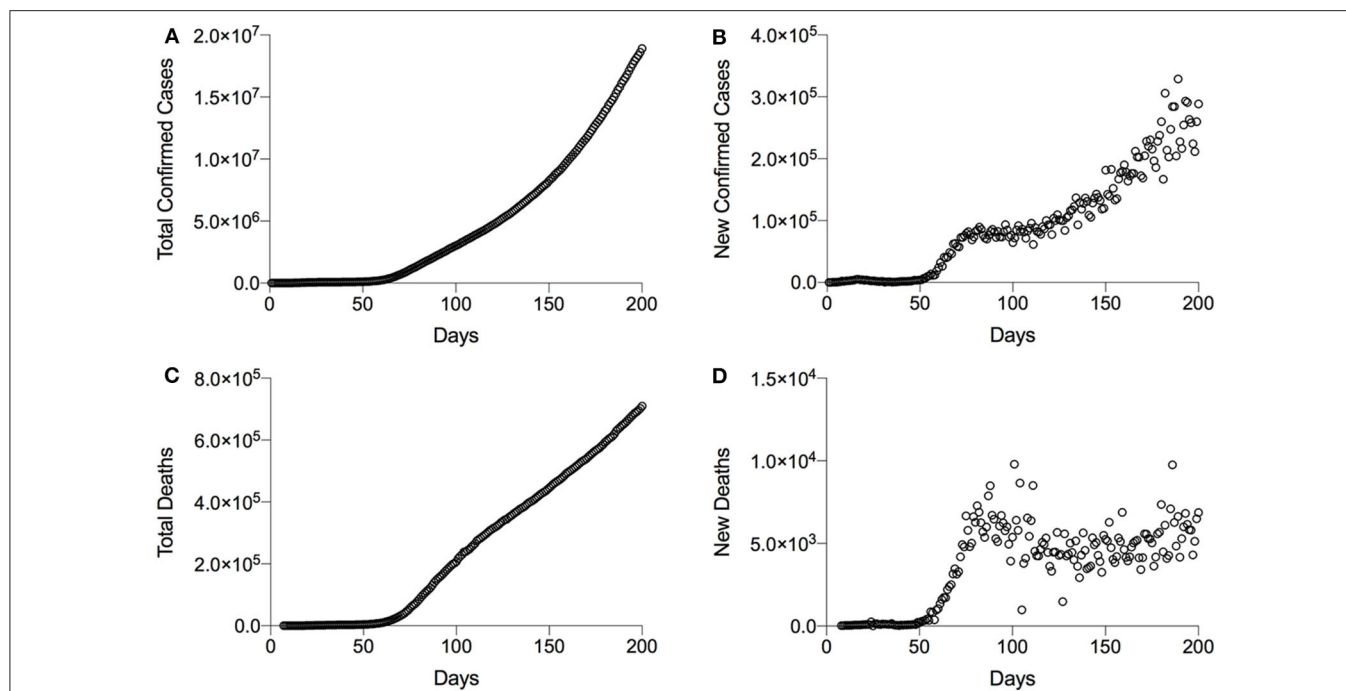 A
Total Confirmed Cases
2.0×10⁷
1.5×10⁷
1.0×10⁷
5.0×10⁶
0.0
0 50 100 150 200
Days
B
New Confirmed Cases
4.0×10⁵
3.0×10⁵
2.0×10⁵
1.0×10⁵
0.0
0 50 100 150 200
Days
C
Total Deaths
8.0×10⁵
6.0×10⁵
4.0×10⁵
2.0×10⁵
0.0
0 50 100 150 200
Days
D
New Deaths
1.5×10⁴
1.0×10⁴
5.0×10³
0.0
0 50 100 150 200
Days